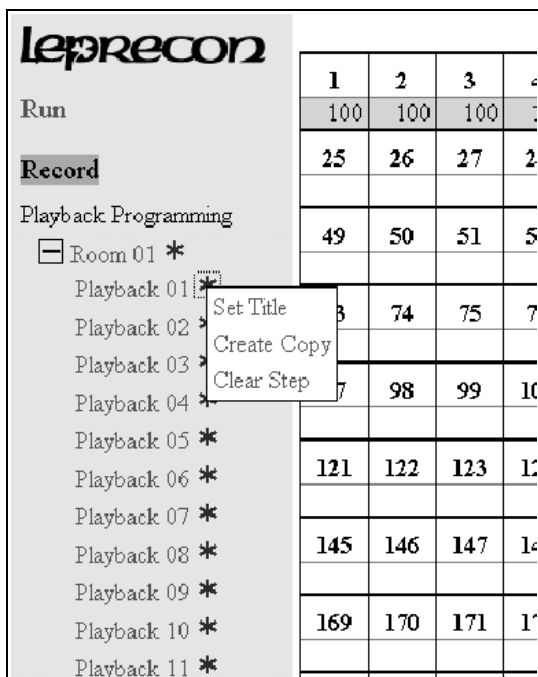 leprecon
Run
Record
Playback Programming
Room 01 *
Playback 01 *
Playback 02
Playback 03
Playback 04
Playback 05 *
Playback 06 *
Playback 07 *
Playback 08 *
Playback 09 *
Playback 10 *
Playback 11 *
Set Title
Create Copy
Clear Step
1 2 3
100 100 100
25 26 27
49 50 51
74 75
98 99
121 122 123
145 146 147
169 170 171